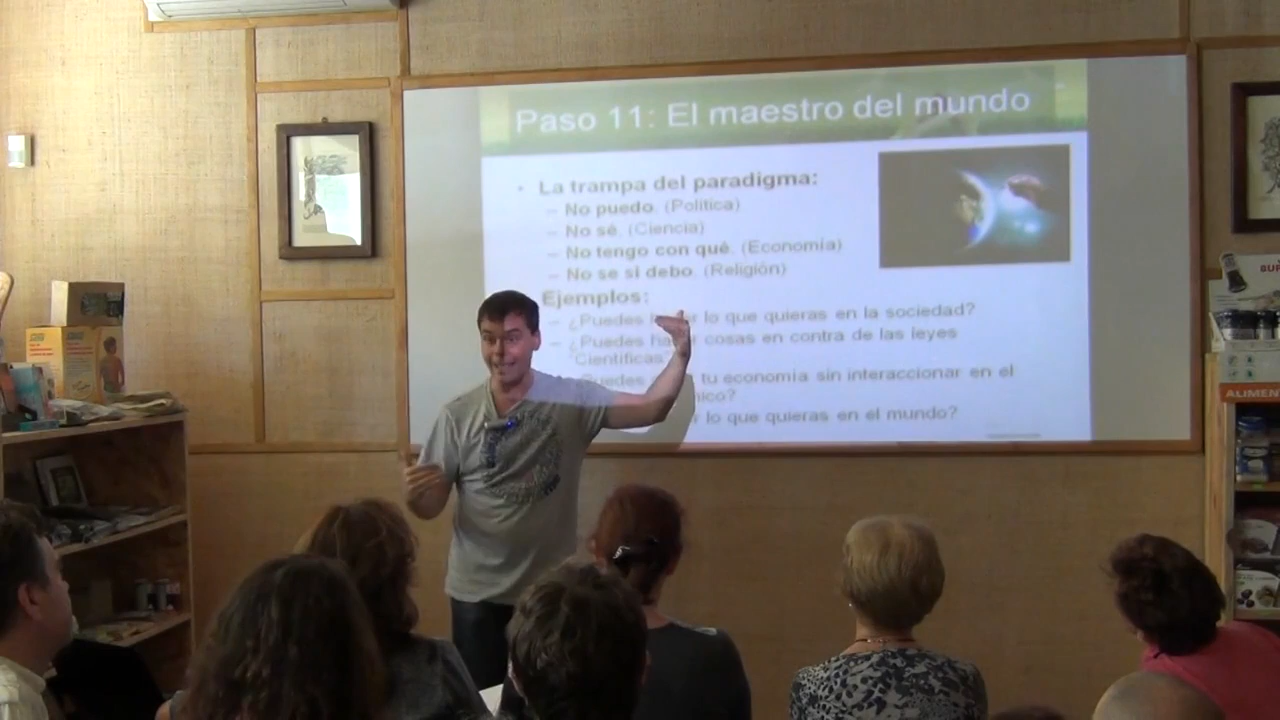 Paso 11: El maestro del mundo
• La trampa del paradigma:
– No puedo. (Política)
– No sé. (Ciencia)
– No tengo con qué. (Economía)
– No se si debo. (Religión)
Ejemplos:
– ¿Puedes lo que quieras en la sociedad?
– ¿Puedes cosas en contra de las leyes
Científicas
tu economía sin interaccionar en el
lo que quieras en el mundo?
ALIMEN